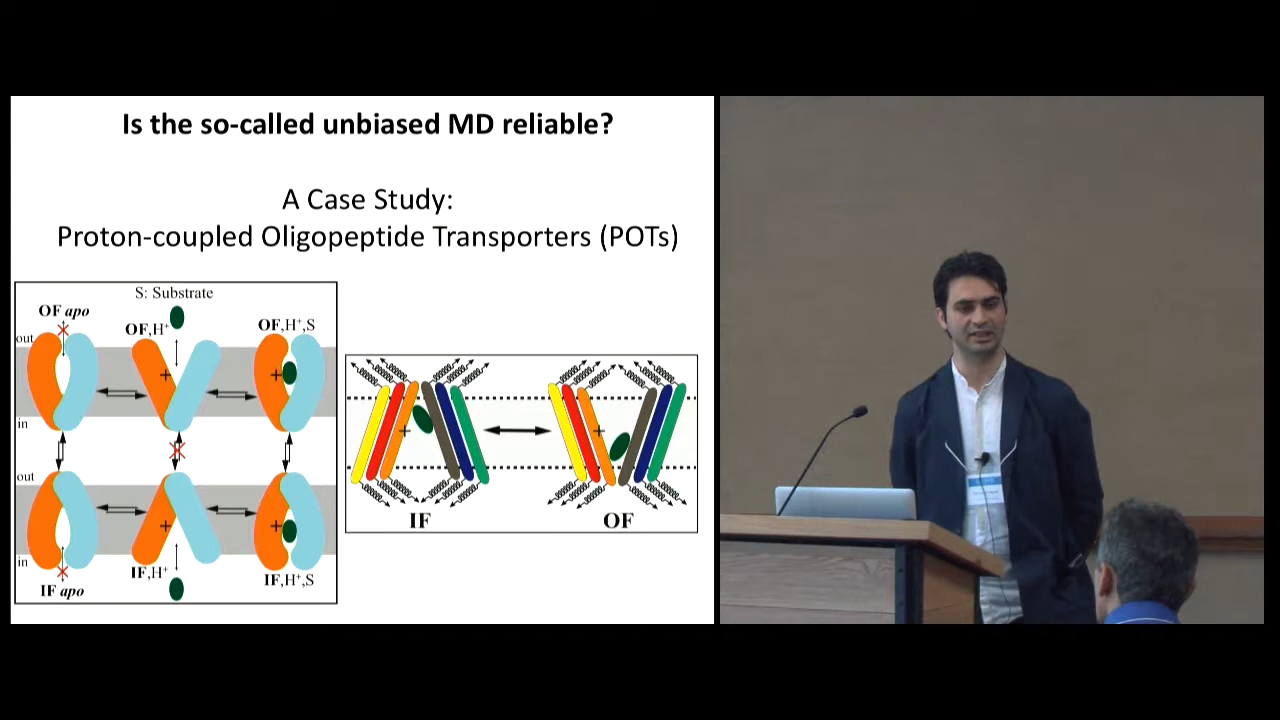 Is the so-called unbiased MD reliable?
A Case Study:
Proton-coupled Oligopeptide Transporters (POTs)
S: Substrate
OF apo
OF,H⁺
OF,H⁺,S
out
+
+
in
out
+
+
in
IF apo
IF,H⁺
IF,H⁺,S
+
+
IF
OF